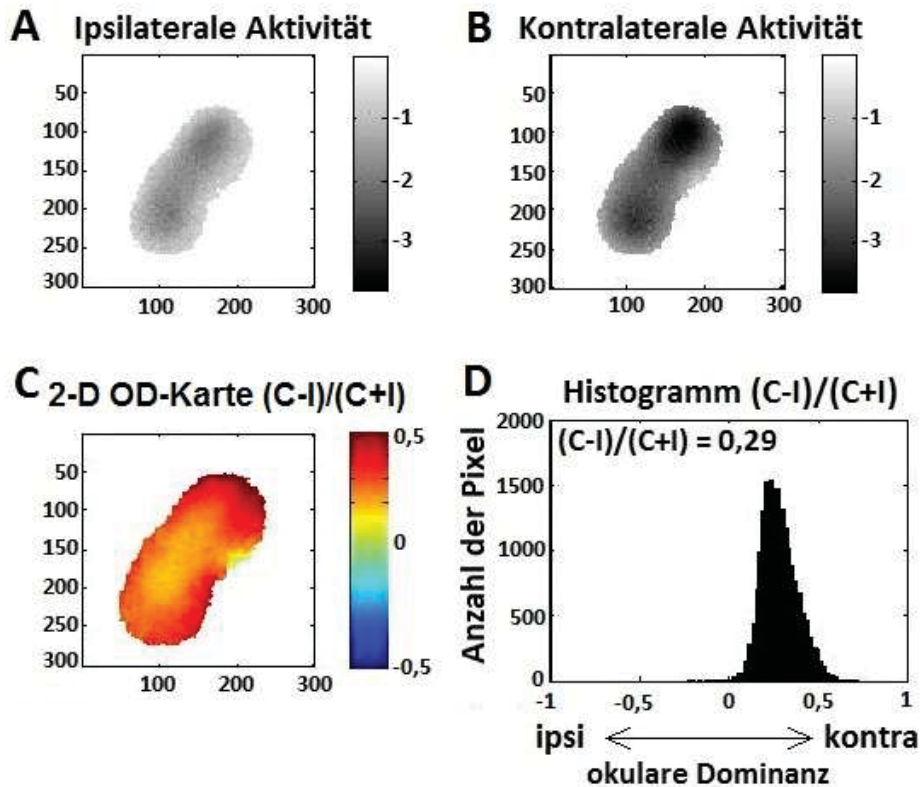 A Ipsilaterale Aktivität
50
100
150
200
250
300
100 200 300
-1
-2
-3
B Kontralaterale Aktivität
50
100
150
200
250
300
100 200 300
-1
-2
-3
C 2-D OD-Karte (C-I)/(C+I)
50
100
150
200
300
100 200 300
0,5
0
-0,5
D Histogramm (C-I)/(C+I)
(C-I)/(C+I) = 0,29
Anzahl der Pixel
2000
1500
1000
500
0
-1 -0,5 0 0,5 1
ipsi kontra
okulare Dominanz